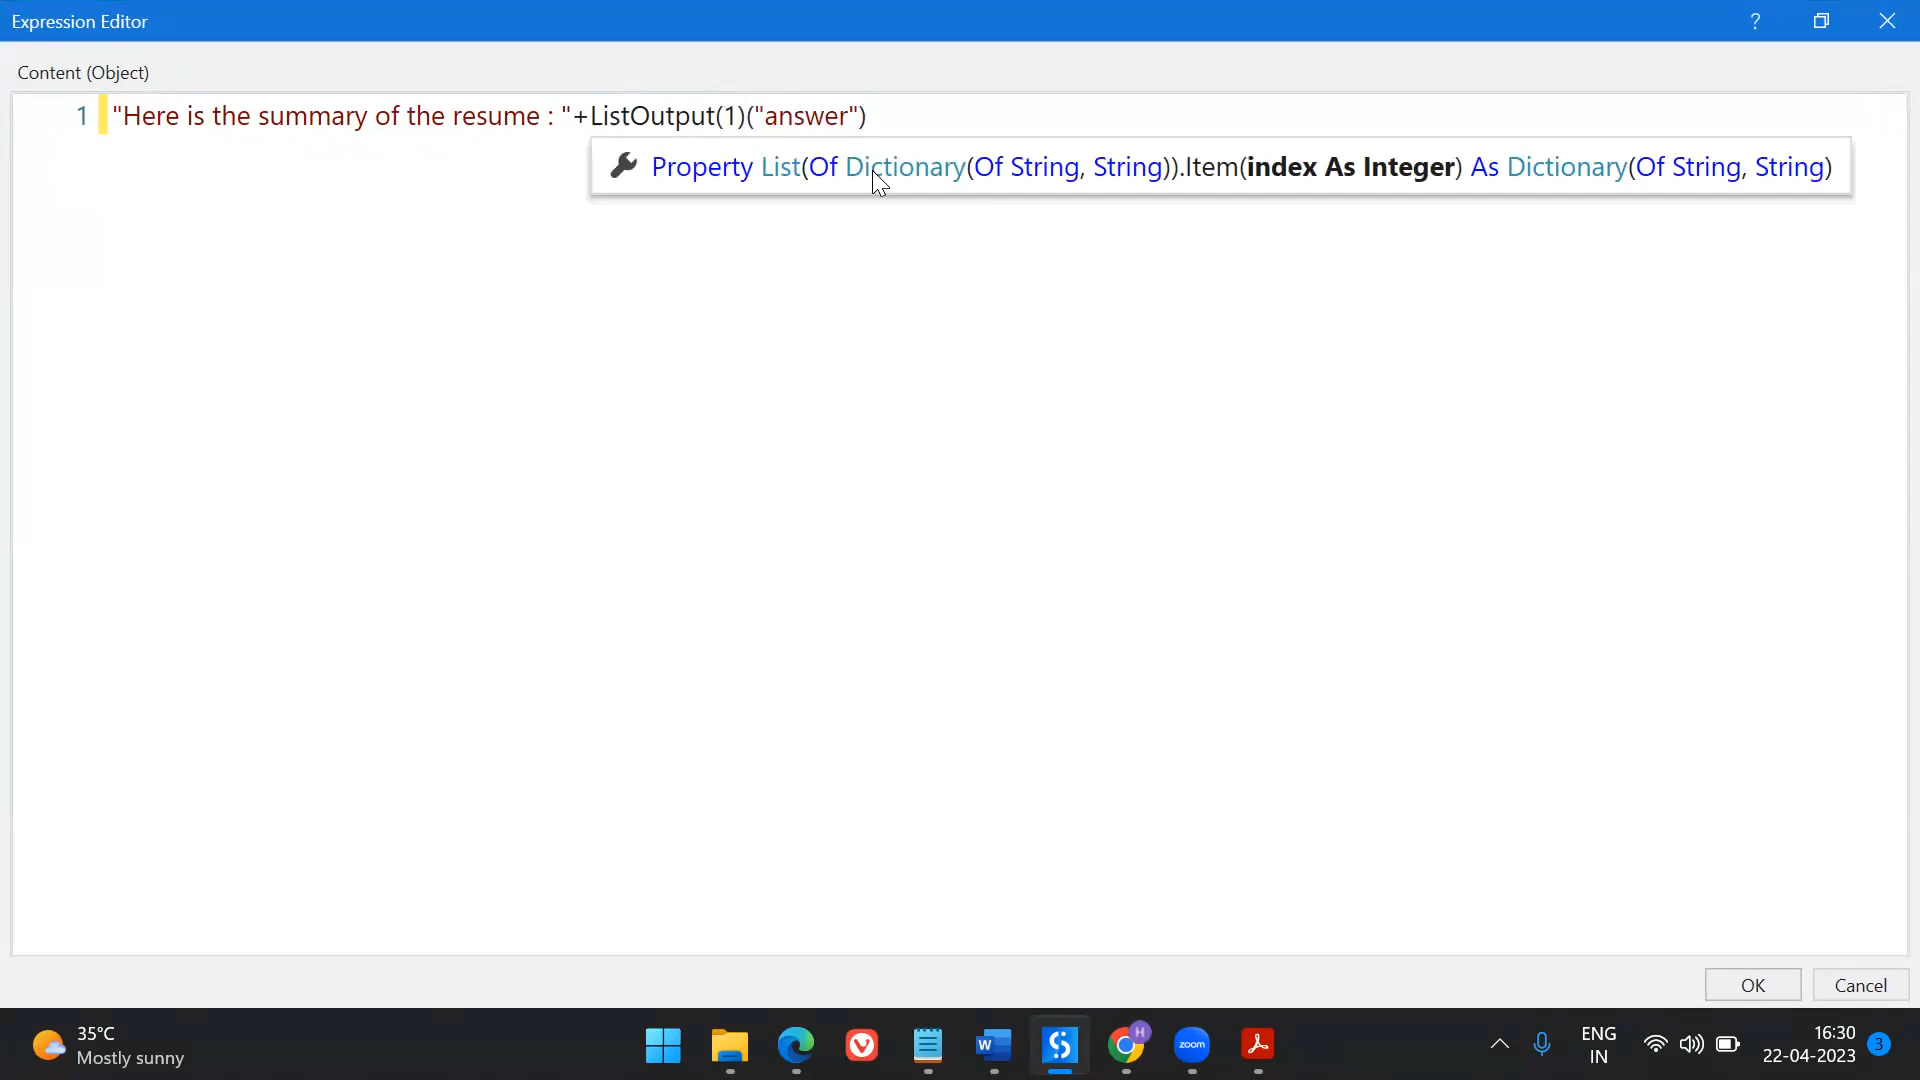 Expression Editor
?
Content (Object)
1 "Here is the summary of the resume : "+ListOutput(1)("answer")
Property List(Of Dictionary(Of String, String)).Item(index As Integer) As Dictionary(Of String, String)
OK Cancel
35°C
Mostly sunny
W
zoom
H
ENG
IN
16:30
22-04-2023
3